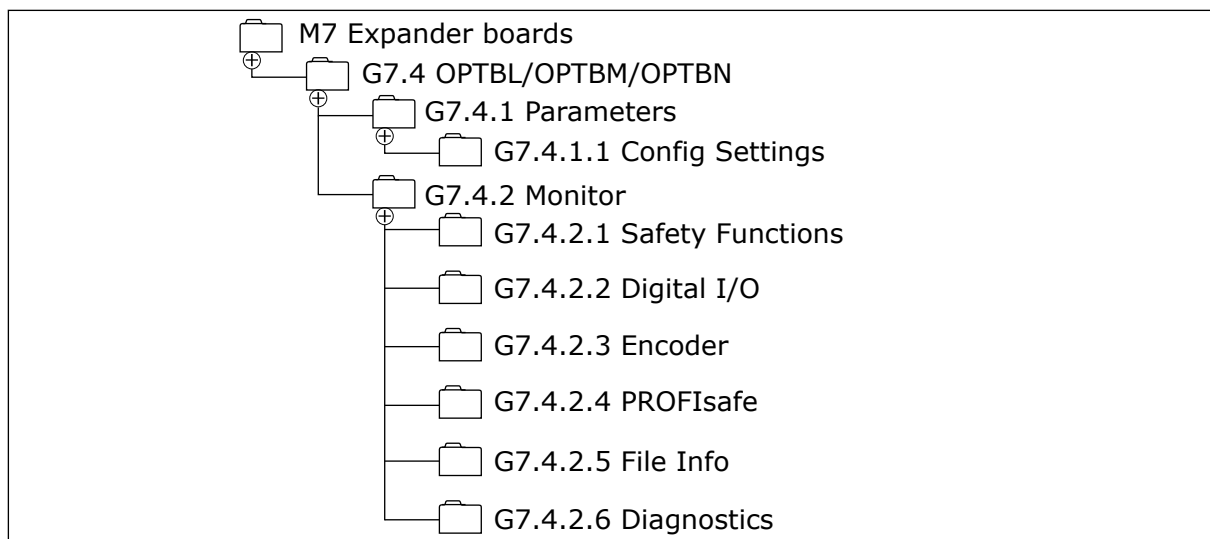 M7 Expander boards
G7.4 OPTBL/OPTBM/OPTBN
G7.4.1 Parameters
G7.4.1.1 Config Settings
G7.4.2 Monitor
G7.4.2.1 Safety Functions
G7.4.2.2 Digital I/O
G7.4.2.3 Encoder
G7.4.2.4 PROFIsafe
G7.4.2.5 File Info
G7.4.2.6 Diagnostics